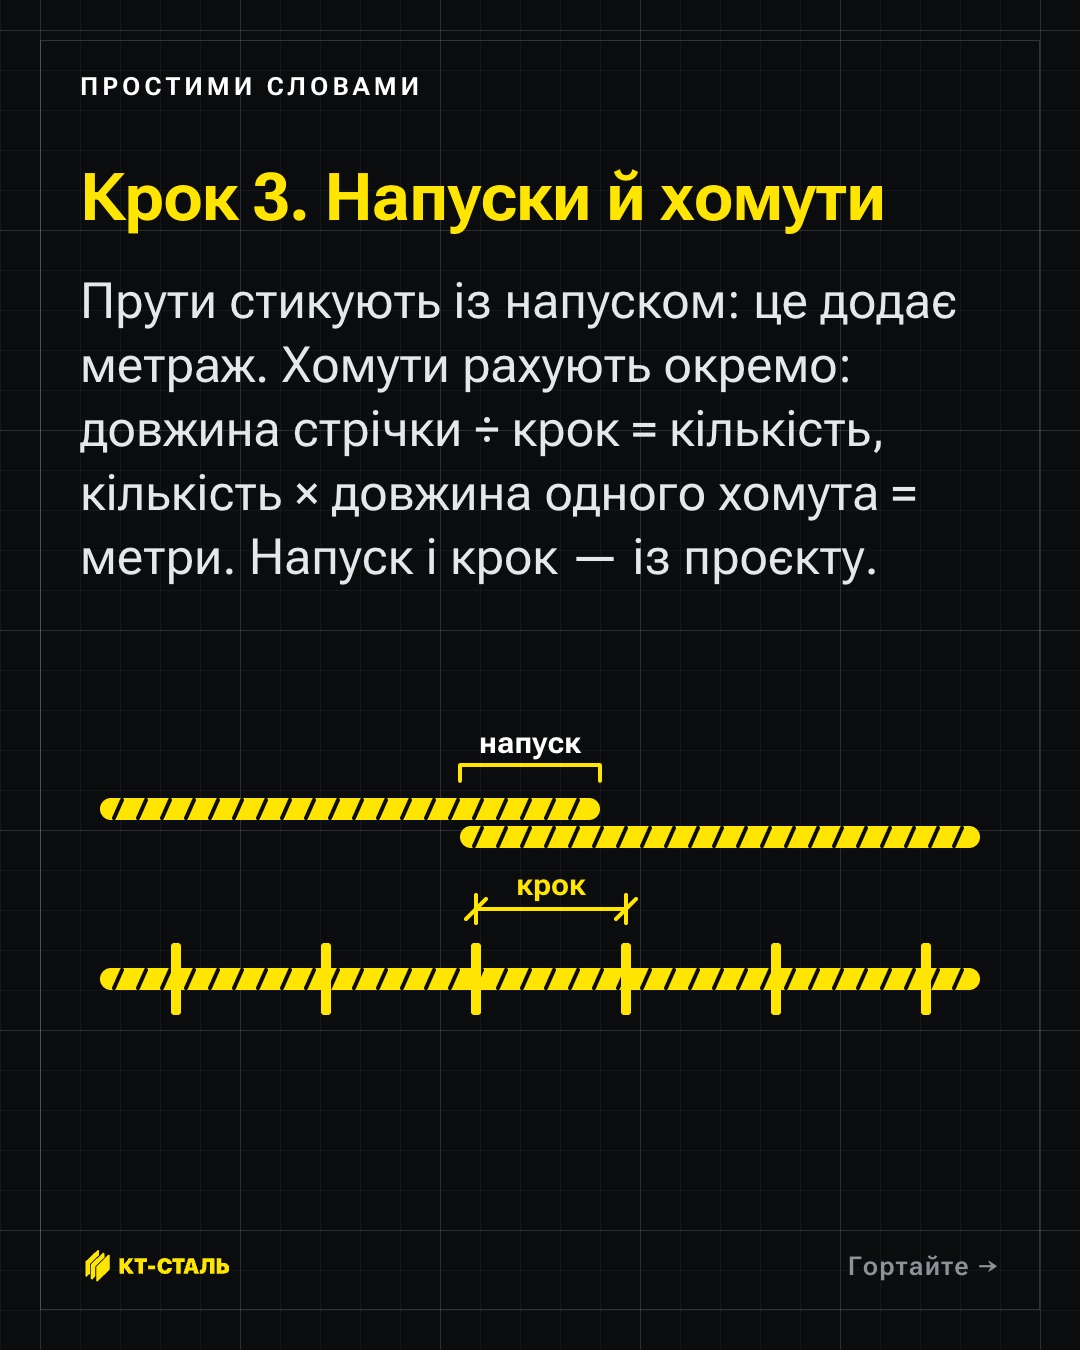 ПРОСТИМИ СЛОВАМИ
Крок 3. Напуски й хомути
Прути стикують із напуском: це додає
метраж. Хомути рахують окремо:
довжина стрічки ÷ крок = кількість,
кількість × довжина одного хомута =
метри. Напуск і крок — із проєкту.
напуск
крок
КТ-СТАЛЬ
Гортайте →